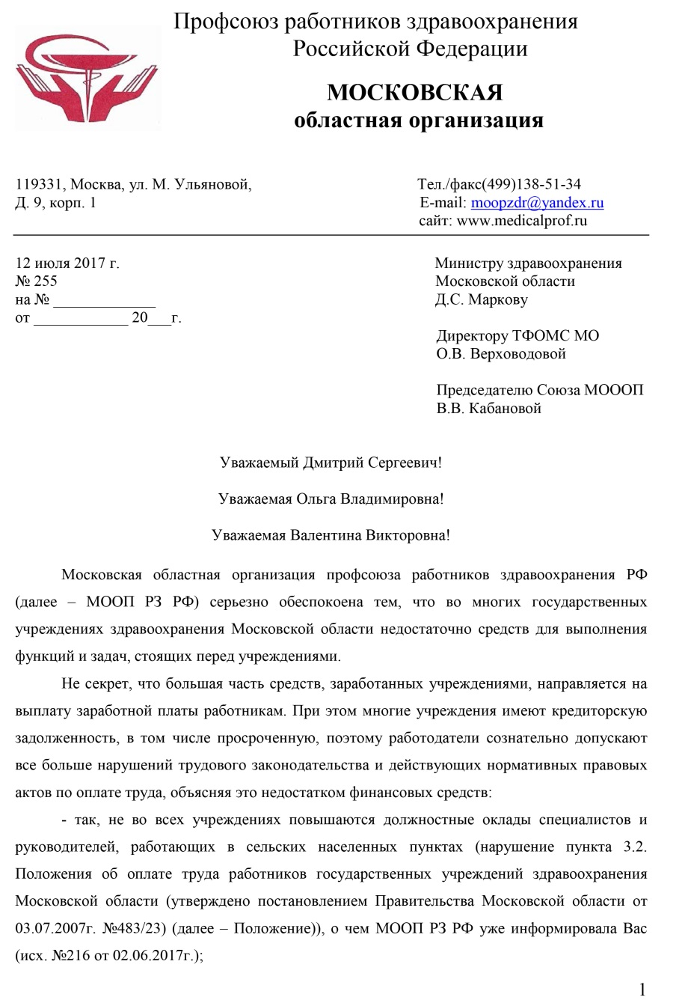 Профсоюз работников здравоохранения
Российской Федерации
МОСКОВСКАЯ
областная организация
119331, Москва, ул. М. Ульяновой,
Д. 9, корп. 1
Тел./факс(499)138-51-34
E-mail: moopzdr@yandex.ru
сайт: www.medicalprof.ru
12 июля 2017 г.
№ 255
на № _____________
от ____________ 20___г.
Министру здравоохранения
Московской области
Д.С. Маркову
Директору ТФОМС МО
О.В. Верховодовой
Председателю Союза МОООП
В.В. Кабановой
Уважаемый Дмитрий Сергеевич!
Уважаемая Ольга Владимировна!
Уважаемая Валентина Викторовна!
Московская областная организация профсоюза работников здравоохранения РФ
(далее – МООП РЗ РФ) серьезно обеспокоена тем, что во многих государственных
учреждениях здравоохранения Московской области недостаточно средств для выполнения
функций и задач, стоящих перед учреждениями.
Не секрет, что большая часть средств, заработанных учреждениями, направляется на
выплату заработной платы работникам. При этом многие учреждения имеют кредиторскую
задолженность, в том числе просроченную, поэтому работодатели сознательно допускают
все больше нарушений трудового законодательства и действующих нормативных правовых
актов по оплате труда, объясняя это недостатком финансовых средств:
- так, не во всех учреждениях повышаются должностные оклады специалистов и
руководителей, работающих в сельских населенных пунктах (нарушение пункта 3.2.
Положения об оплате труда работников государственных учреждений здравоохранения
Московской области (утверждено постановлением Правительства Московской области от
03.07.2007г. №483/23) (далее – Положение)), о чем МООП РЗ РФ уже информировала Вас
(исх. №216 от 02.06.2017г.);
1